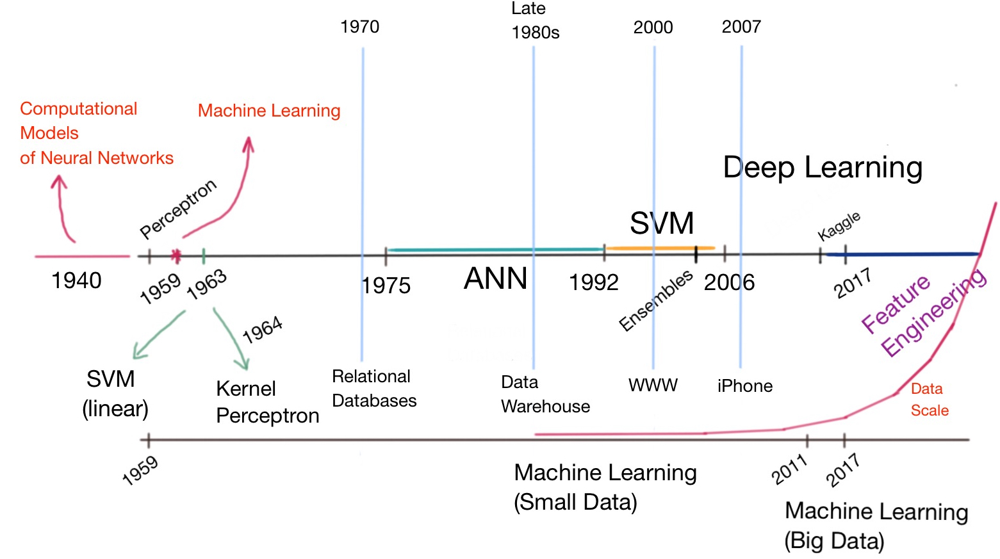 Late
1980s
1970
2000
2007
Computational
Models
of Neural Networks
Machine Learning
Perceptron
Deep Learning
SVM
Kaggle
1940
1959
1963
1975
ANN
1992
Ensembles
2006
2017
Feature
Engineering
1964
SVM
(linear)
Kernel
Perceptron
Relational
Databases
Data
Warehouse
WWW
iPhone
Data
Scale
1959
Machine Learning
(Small Data)
2011
2017
Machine Learning
(Big Data)